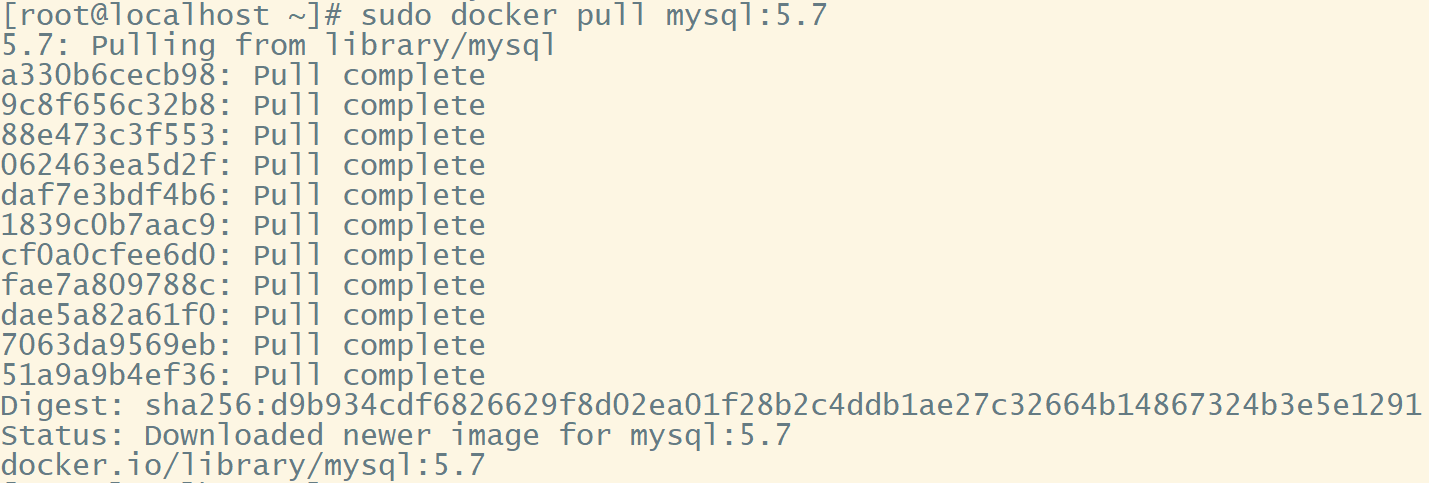 [root@localhost ~]# sudo docker pull mysql:5.7
5.7: Pulling from library/mysql
a330b6cecb98: Pull complete
9c8f656c32b8: Pull complete
88e473c3f553: Pull complete
062463ea5d2f: Pull complete
daf7e3bdf4b6: Pull complete
1839c0b7aac9: Pull complete
cf0a0cfee6d0: Pull complete
fae7a809788c: Pull complete
dae5a82a61f0: Pull complete
7063da9569eb: Pull complete
51a9a9b4ef36: Pull complete
Digest: sha256:d9b934cdf6826629f8d02ea01f28b2c4ddb1ae27c32664b14867324b3e5e1291
Status: Downloaded newer image for mysql:5.7
docker.io/library/mysql:5.7